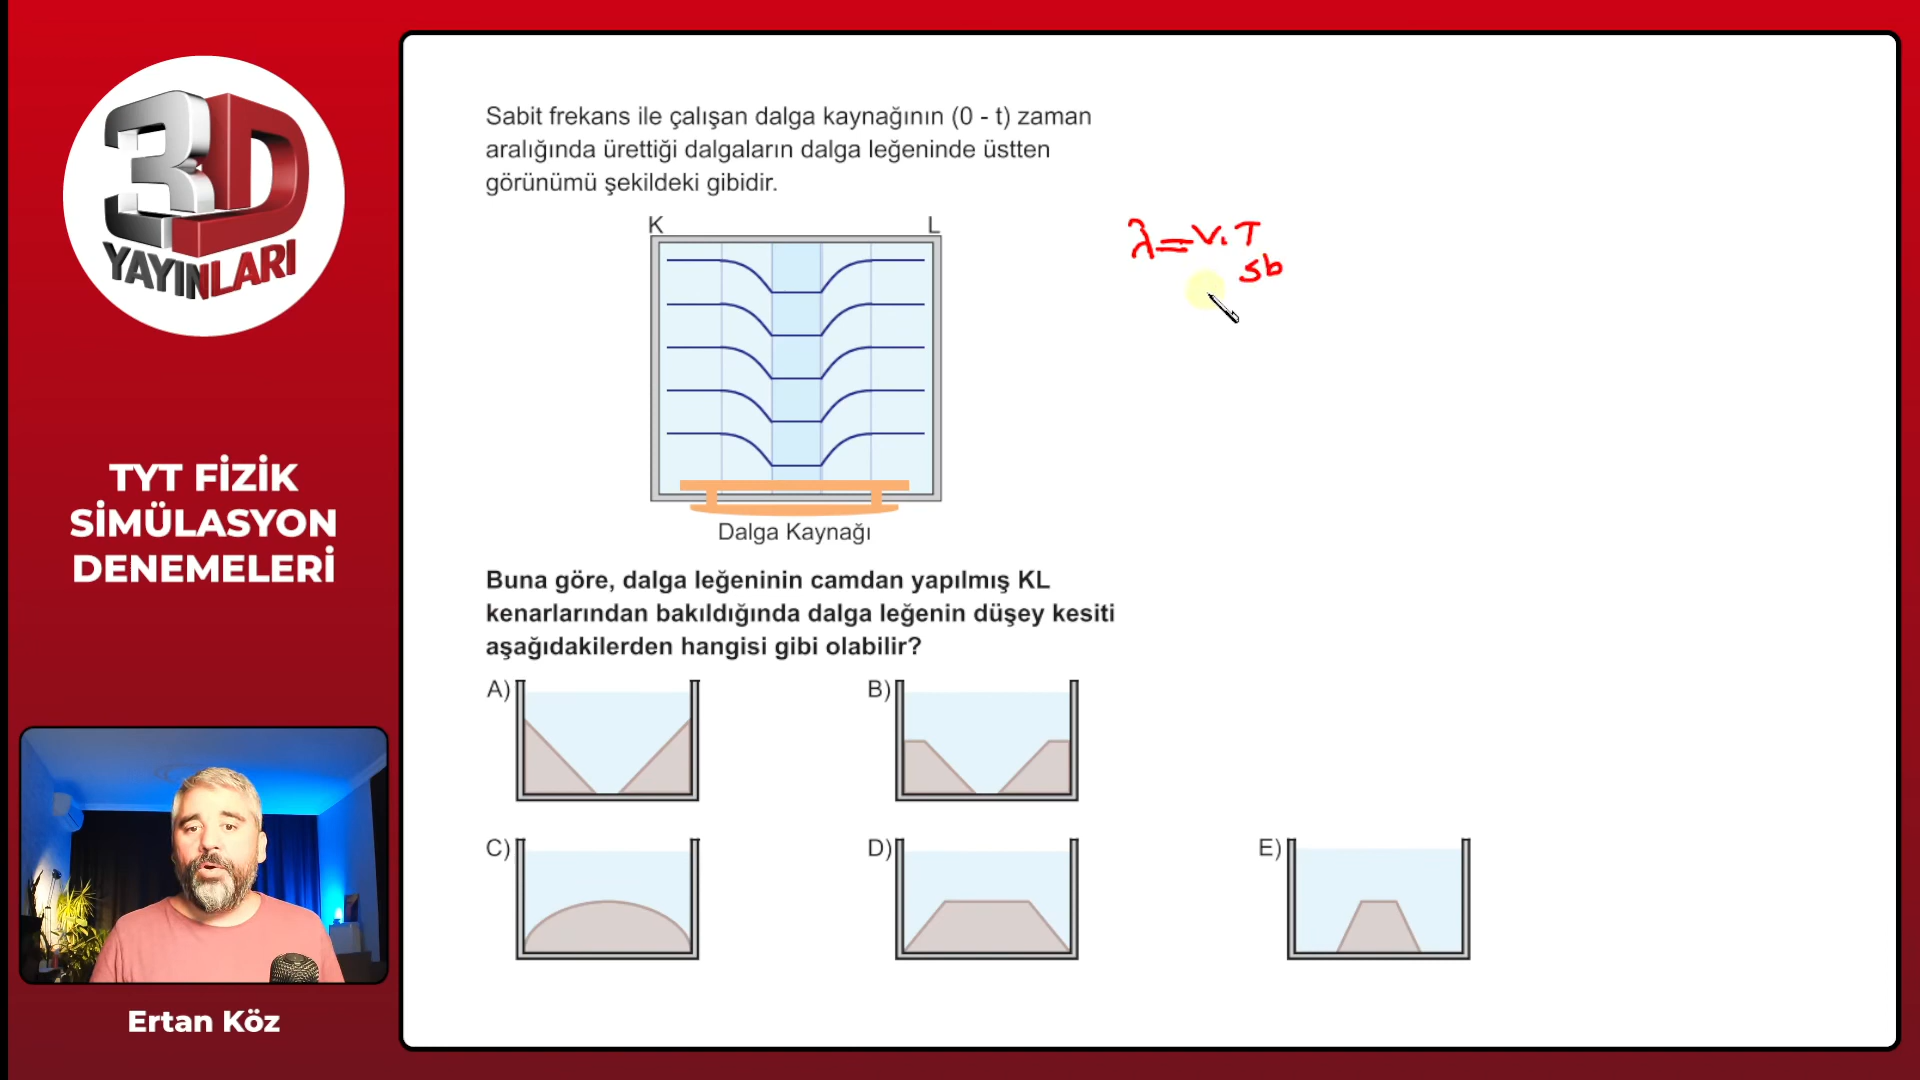 3D
YAYINLARI
TYT FİZİK
SİMÜLASYON
DENEMELERİ
Ertan Köz
Sabit frekans ile çalışan dalga kaynağının (0 - t) zaman
aralığında ürettiği dalgaların dalga leğeninde üstten
görünümü şekildeki gibidir.
K
L
Dalga Kaynağı
λ=v.T
sb
Buna göre, dalga leğeninin camdan yapılmış KL
kenarlarından bakıldığında dalga leğenin düşey kesiti
aşağıdakilerden hangisi gibi olabilir?
A)
B)
C)
D)
E)